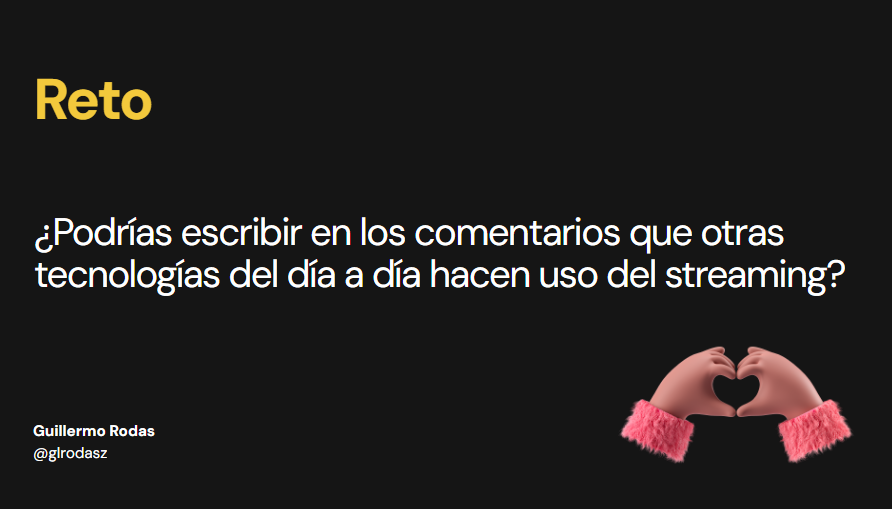 Reto
¿Podrías escribir en los comentarios que otras
tecnologías del día a día hacen uso del streaming?
Guillermo Rodas
@glrodasz